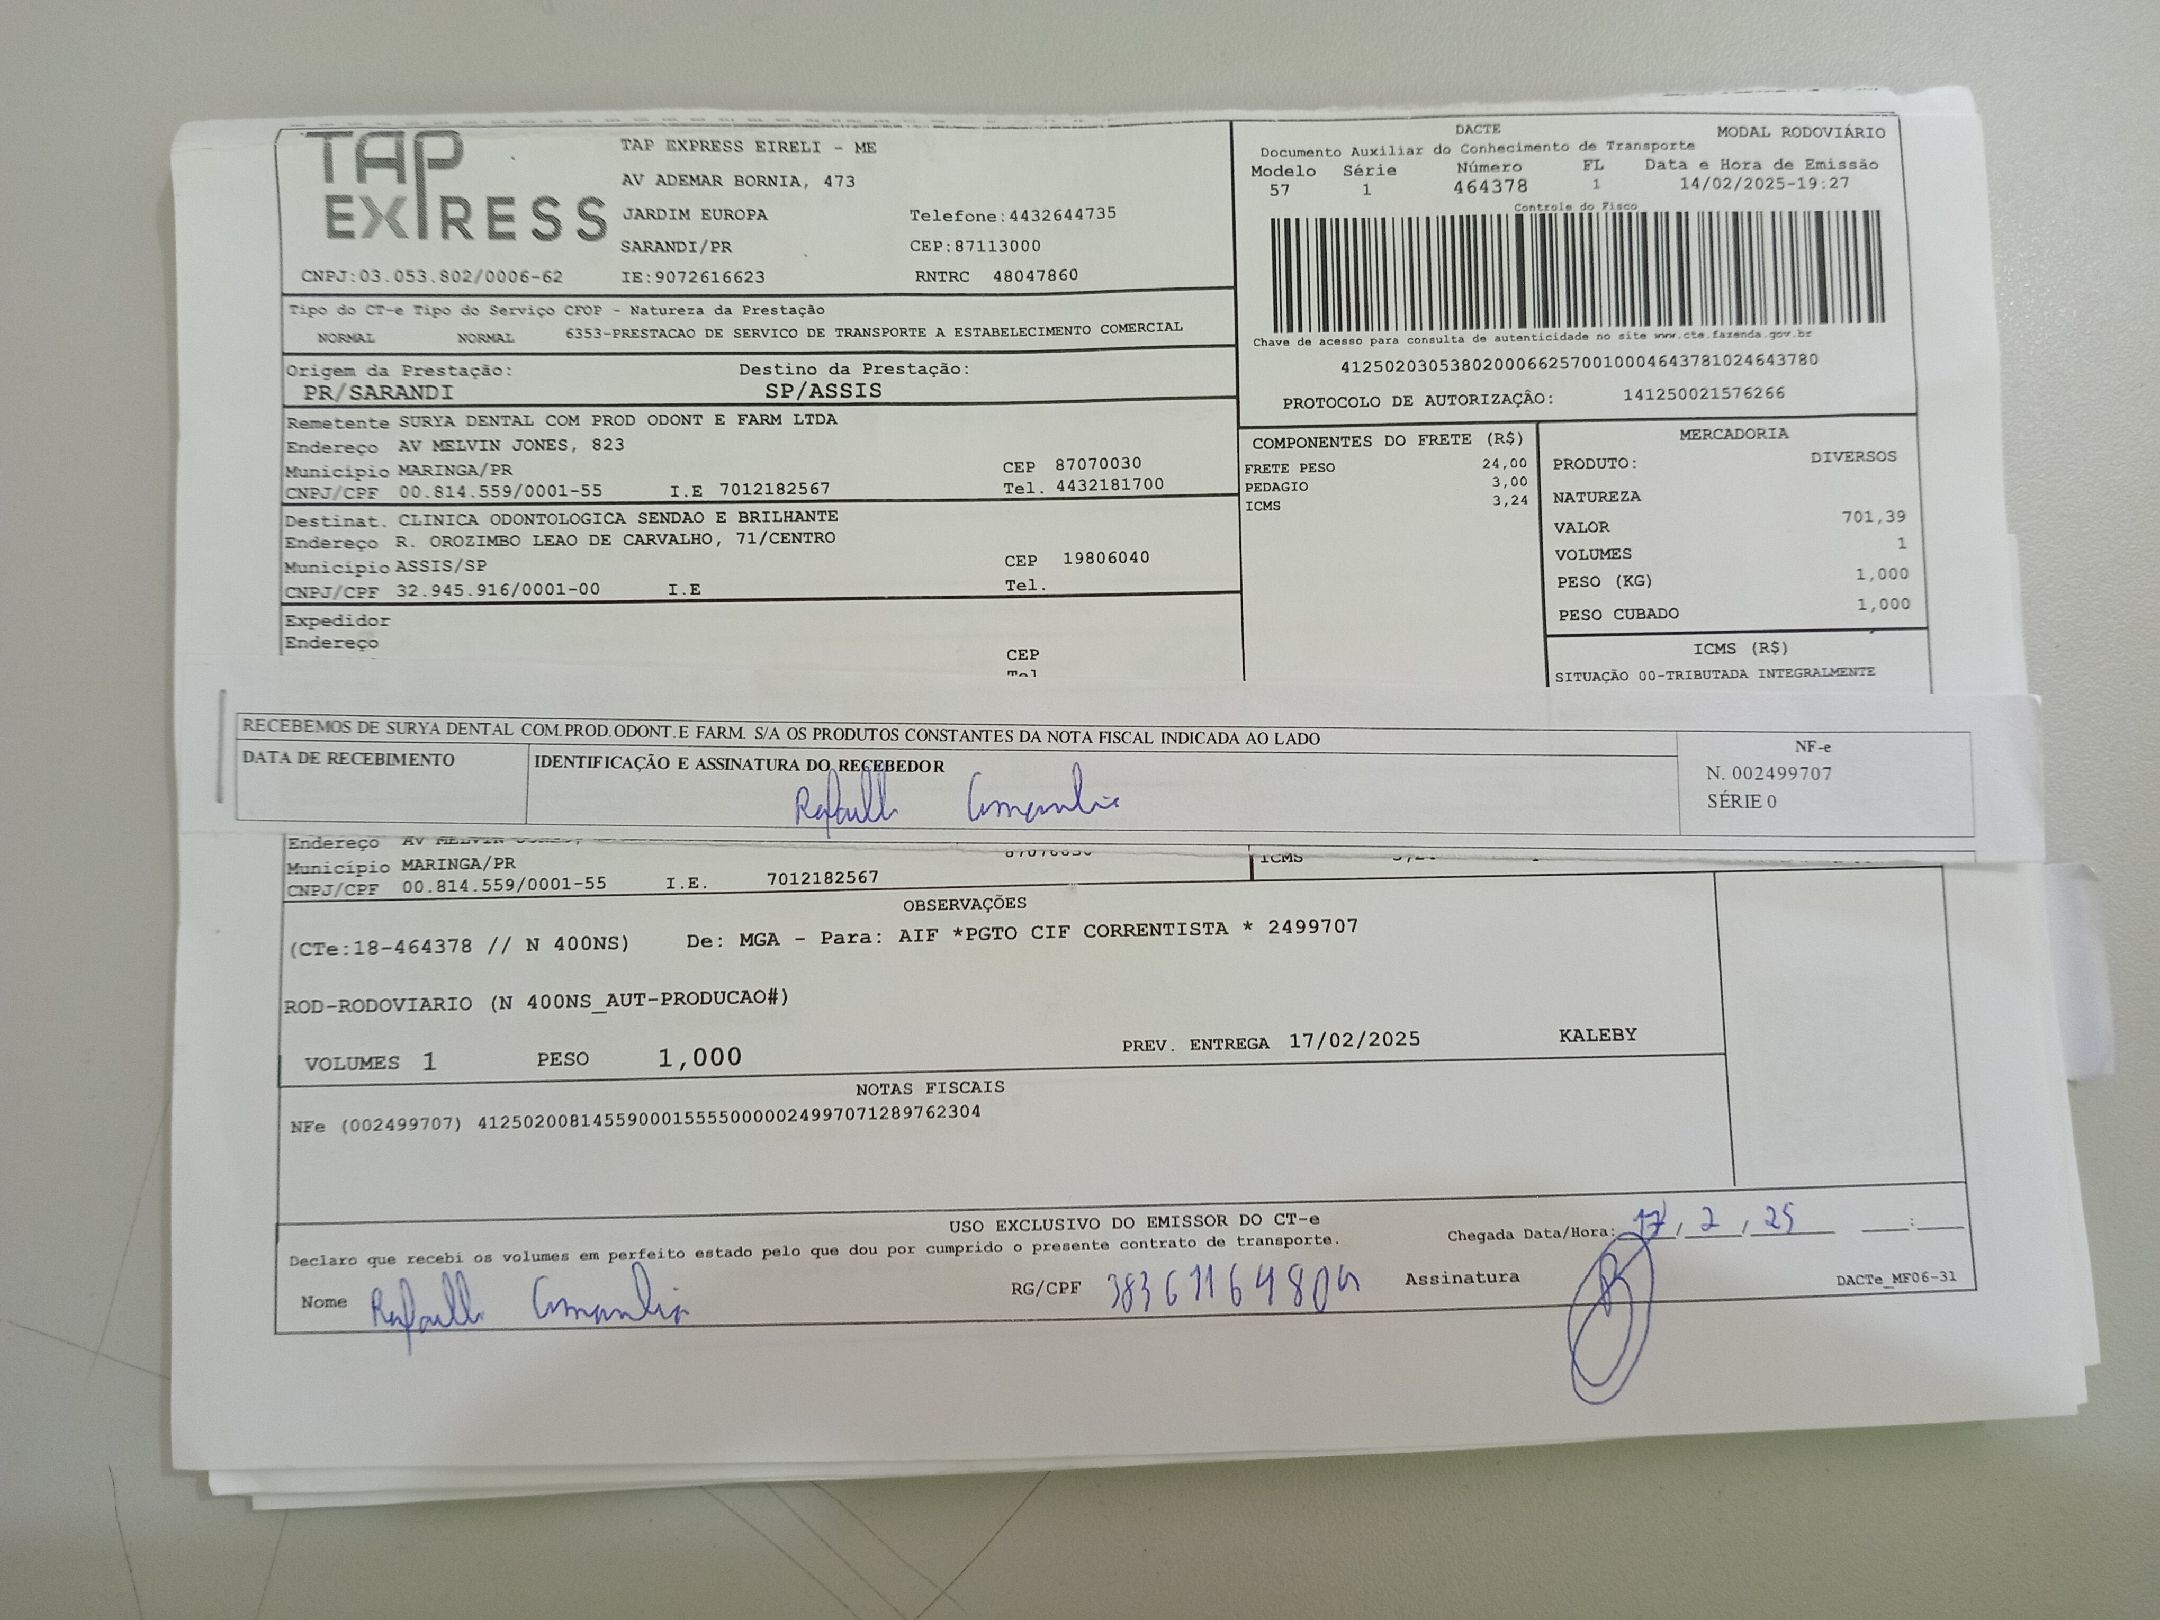 TAP EXPRESS
TAP EXPRESS EIRELI - ME
AV ADEMAR BORNIA, 473
JARDIM EUROPA Telefone:4432644735
SARANDI/PR CEP:87113000
CNPJ:03.053.802/0006-62 IE:9072616623 RNTRC 48047860
DACTE MODAL RODOVIÁRIO
Documento Auxiliar do Conhecimento de Transporte
Modelo Série Número FL Data e Hora de Emissão
57 1 464378 1 14/02/2025-19:27
Controle do Fisco
Chave de acesso para consulta de autenticidade no site www.cte.fazenda.gov.br
41250203053802000662570010004643781024643780
PROTOCOLO DE AUTORIZAÇÃO: 141250021576266
Tipo do CT-e Tipo do Serviço CFOP - Natureza da Prestação
NORMAL NORMAL 6353-PRESTACAO DE SERVICO DE TRANSPORTE A ESTABELECIMENTO COMERCIAL
Origem da Prestação: Destino da Prestação:
PR/SARANDI SP/ASSIS
Remetente SURYA DENTAL COM PROD ODONT E FARM LTDA
Endereço AV MELVIN JONES, 823
Município MARINGA/PR CEP 87070030
CNPJ/CPF 00.814.559/0001-55 I.E 7012182567 Tel. 4432181700
Destinat. CLINICA ODONTOLOGICA SENDAO E BRILHANTE
Endereço R. OROZIMBO LEAO DE CARVALHO, 71/CENTRO
Município ASSIS/SP CEP 19806040
CNPJ/CPF 32.945.916/0001-00 I.E Tel.
Expedidor
Endereço
CEP
Tel
COMPONENTES DO FRETE (R$)
FRETE PESO 24,00
PEDAGIO 3,00
ICMS 3,24
MERCADORIA
PRODUTO: DIVERSOS
NATUREZA
VALOR 701,39
VOLUMES 1
PESO (KG) 1,000
PESO CUBADO 1,000
ICMS (R$)
SITUAÇÃO 00-TRIBUTADA INTEGRALMENTE
RECEBEMOS DE SURYA DENTAL COM.PROD.ODONT.E FARM. S/A OS PRODUTOS CONSTANTES DA NOTA FISCAL INDICADA AO LADO
DATA DE RECEBIMENTO IDENTIFICAÇÃO E ASSINATURA DO RECEBEDOR
NF-e
N. 002499707
SÉRIE 0
Endereço AV MELVIN JONES,
Município MARINGA/PR 87070030 ICMS 3,24
CNPJ/CPF 00.814.559/0001-55 I.E. 7012182567
OBSERVAÇÕES
(CTe:18-464378 // N 400NS) De: MGA - Para: AIF *PGTO CIF CORRENTISTA * 2499707
ROD-RODOVIARIO (N 400NS_AUT-PRODUCAO#)
VOLUMES 1 PESO 1,000 PREV. ENTREGA 17/02/2025 KALEBY
NOTAS FISCAIS
NFe (002499707) 41250200814559000155550000024997071289762304
USO EXCLUSIVO DO EMISSOR DO CT-e
Declaro que recebi os volumes em perfeito estado pelo que dou por cumprido o presente contrato de transporte. Chegada Data/Hora: 17/2/25 __:__
Nome RG/CPF Assinatura DACTe_MF06-31